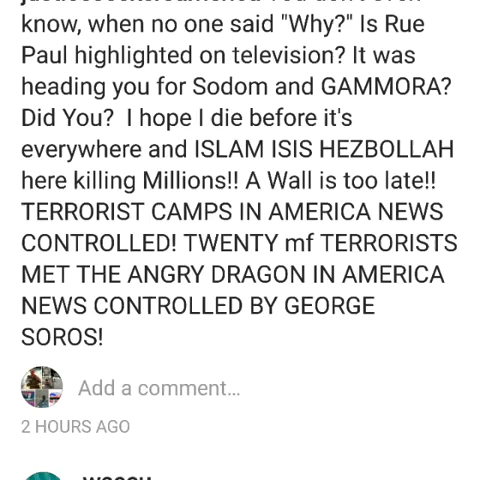 know, when no one said "Why?" Is Rue
Paul highlighted on television? It was
heading you for Sodom and GAMMORA?
Did You?  I hope I die before it's
everywhere and ISLAM ISIS HEZBOLLAH
here killing Millions!! A Wall is too late!!
TERRORIST CAMPS IN AMERICA NEWS
CONTROLLED! TWENTY mf TERRORISTS
MET THE ANGRY DRAGON IN AMERICA
NEWS CONTROLLED BY GEORGE
SOROS!
Add a comment...
2 HOURS AGO